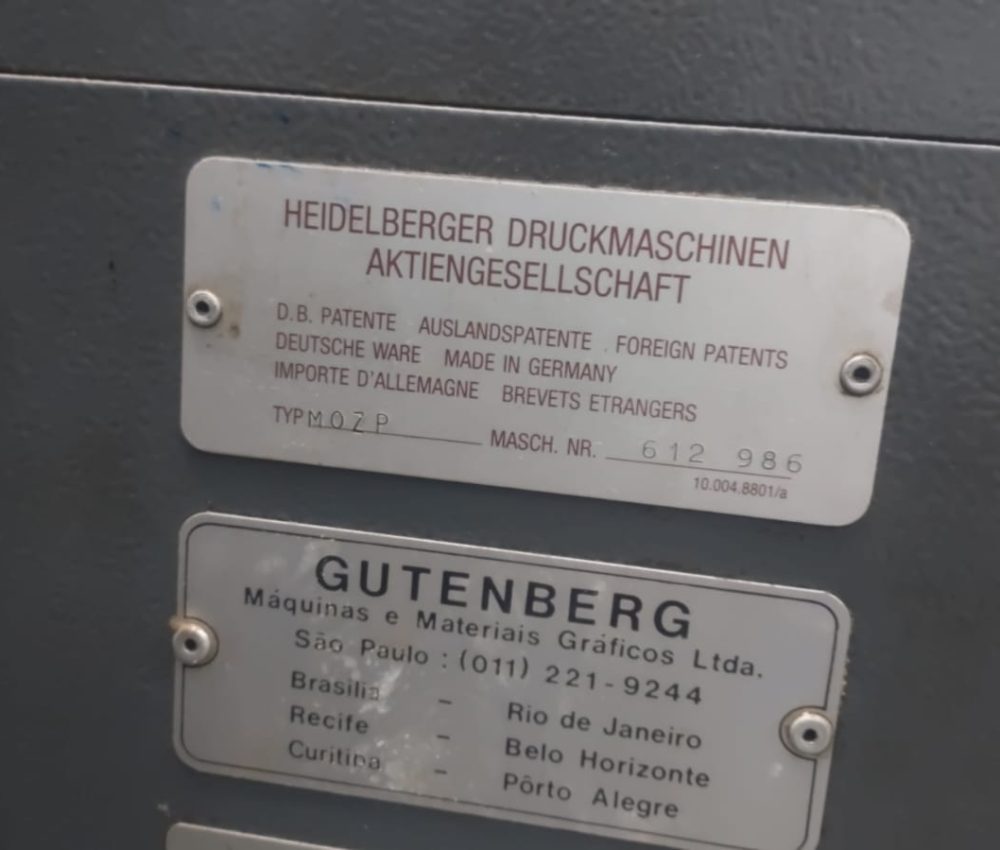 HEIDELBERGER DRUCKMASCHINEN
AKTIENGESELLSCHAFT
D.B. PATENTE AUSLANDSPATENTE FOREIGN PATENTS
DEUTSCHE WARE MADE IN GERMANY
IMPORTE D'ALLEMAGNE BREVETS ETRANGERS
TYP MOZP MASCH. NR. 612 986
10.004.8801/a
GUTENBERG
Máquinas e Materiais Gráficos Ltda.
São Paulo : (011) 221-9244
Brasilia - Rio de Janeiro
Recife - Belo Horizonte
Curitiba - Pôrto Alegre